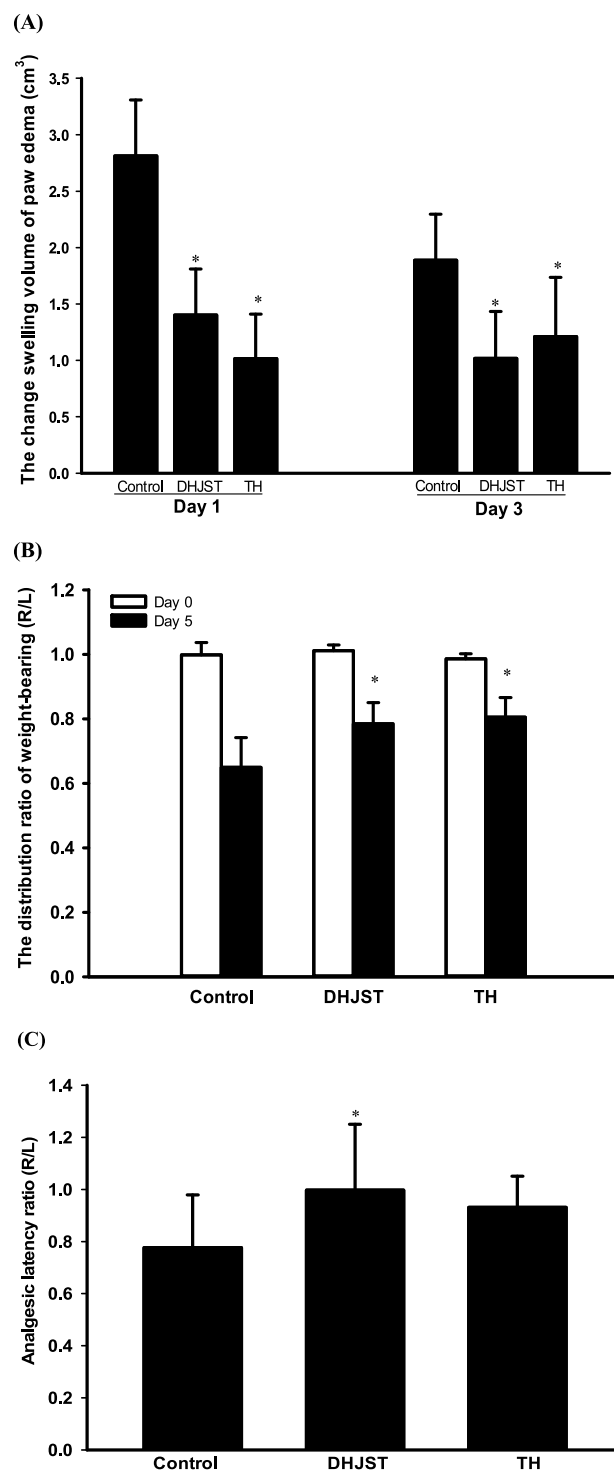 (A)
The change swelling volume of paw edema (cm³)
3.5
3.0
2.5
2.0
1.5
1.0
0.5
0.0
*
*
*
*
Control DHJST TH
Day 1
Control DHJST TH
Day 3
(B)
The distribution ratio of weight-bearing (R/L)
1.2
1.0
0.8
0.6
0.4
0.2
0.0
Day 0
Day 5
*
*
Control DHJST TH
(C)
Analgesic latency ratio (R/L)
1.4
1.2
1.0
0.8
0.6
0.4
0.2
0.0
*
Control DHJST TH